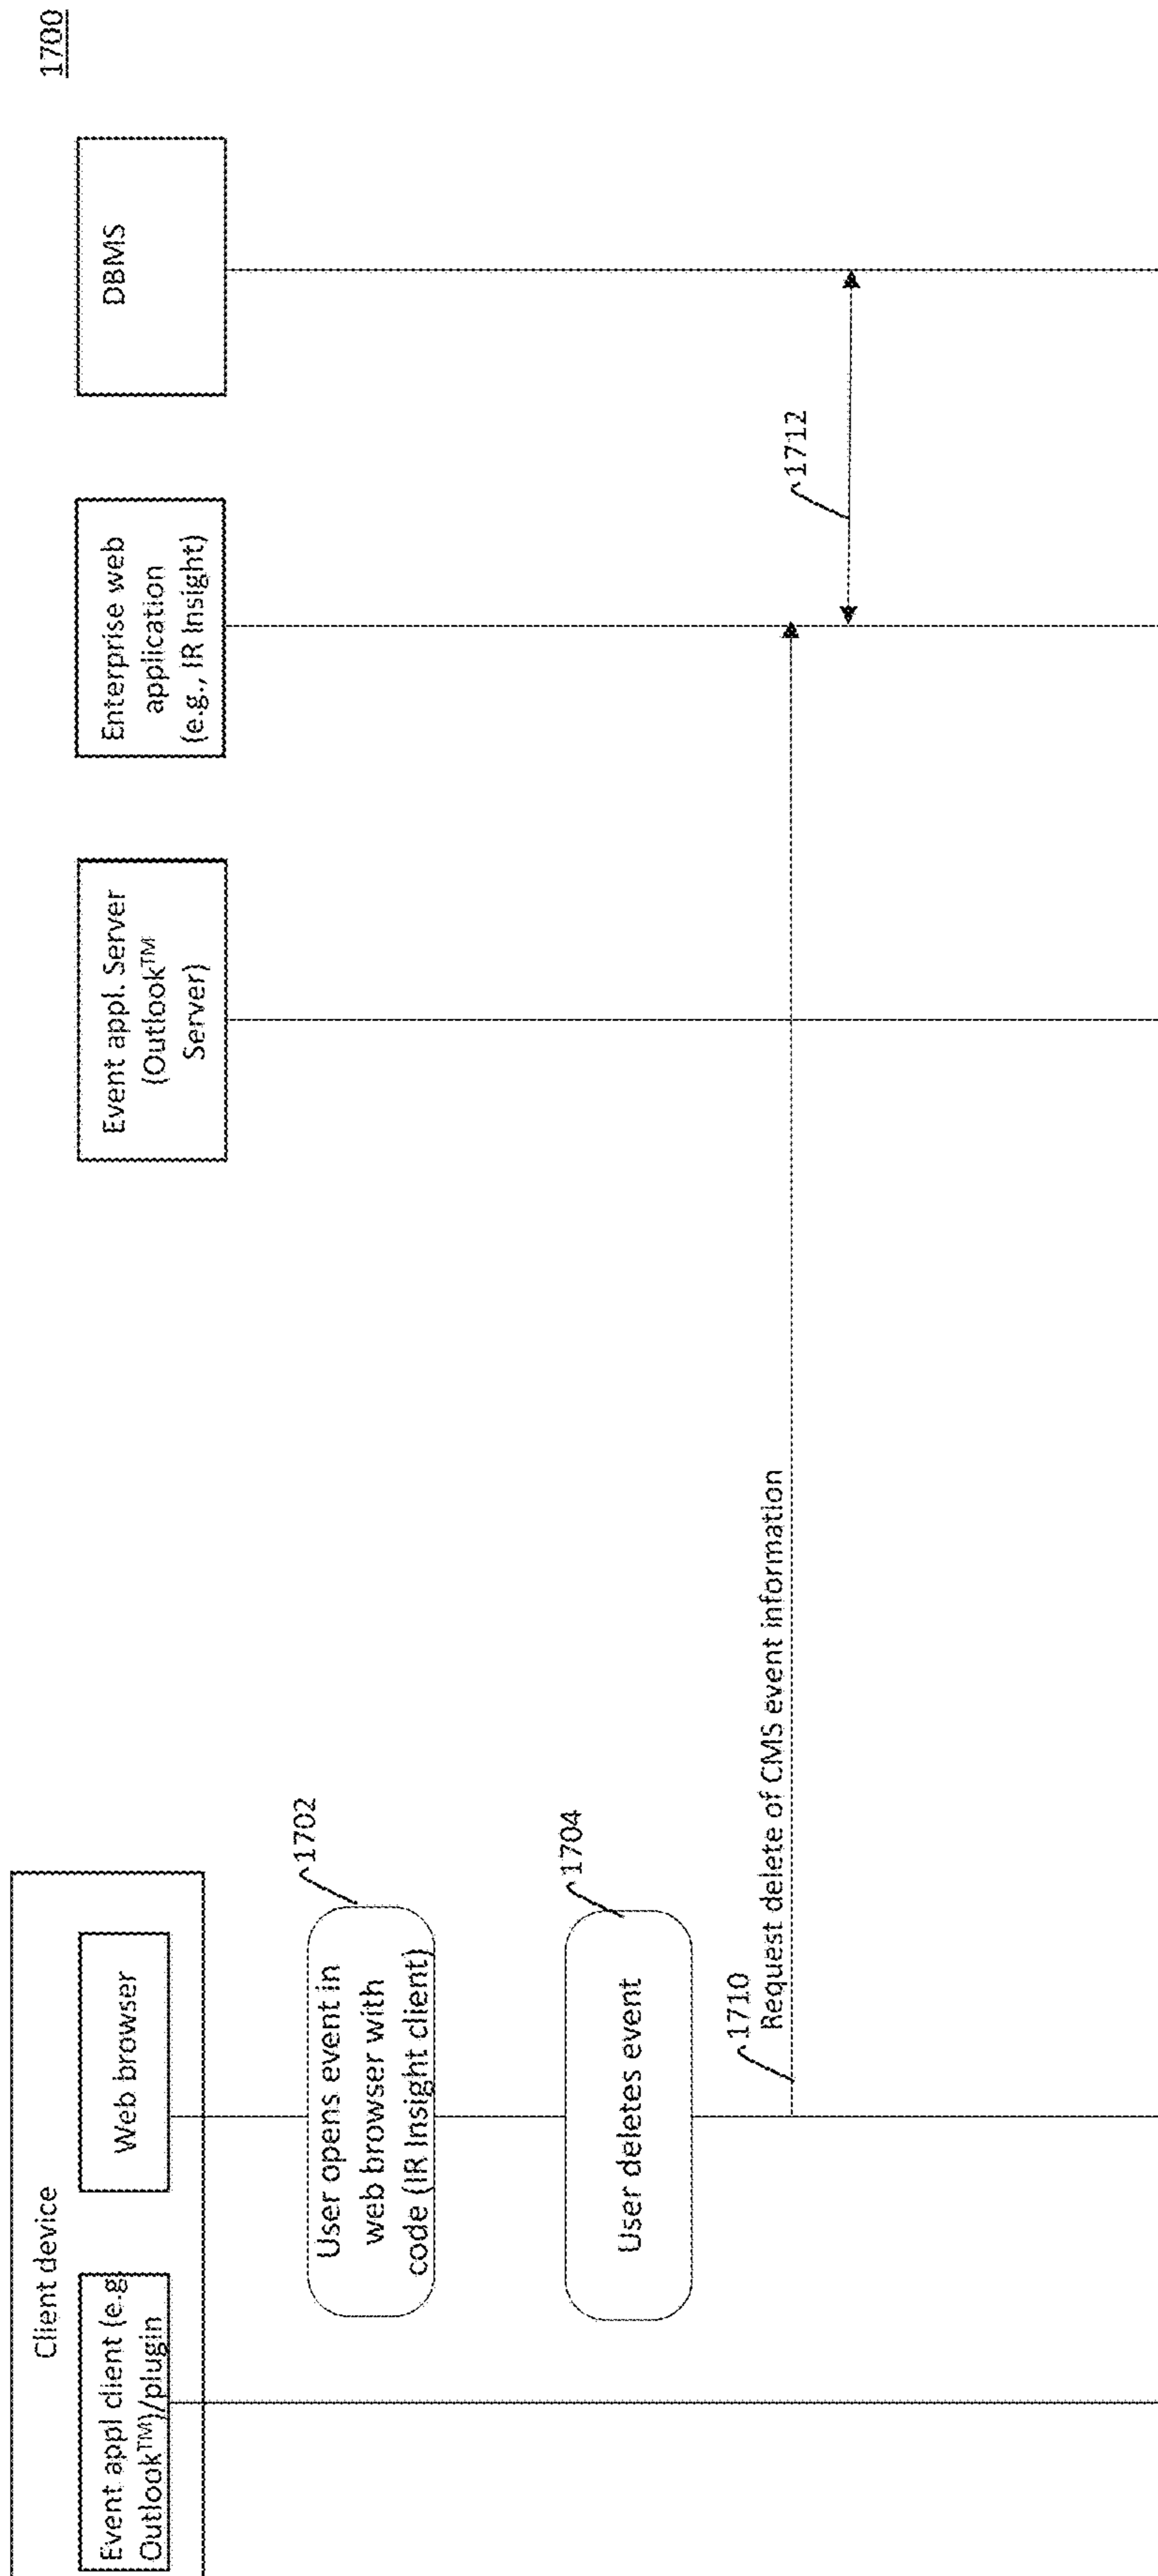 1700
Client device
Event appl client (e.g.
Outlook™)/plugin
Web browser
Event appl. Server
(Outlook™
Server)
Enterprise web
application
(e.g., IR Insight)
DBMS
User opens event in
web browser with
code (IR Insight client)
1702
User deletes event
1704
1710
Request delete of CMS event information
1712